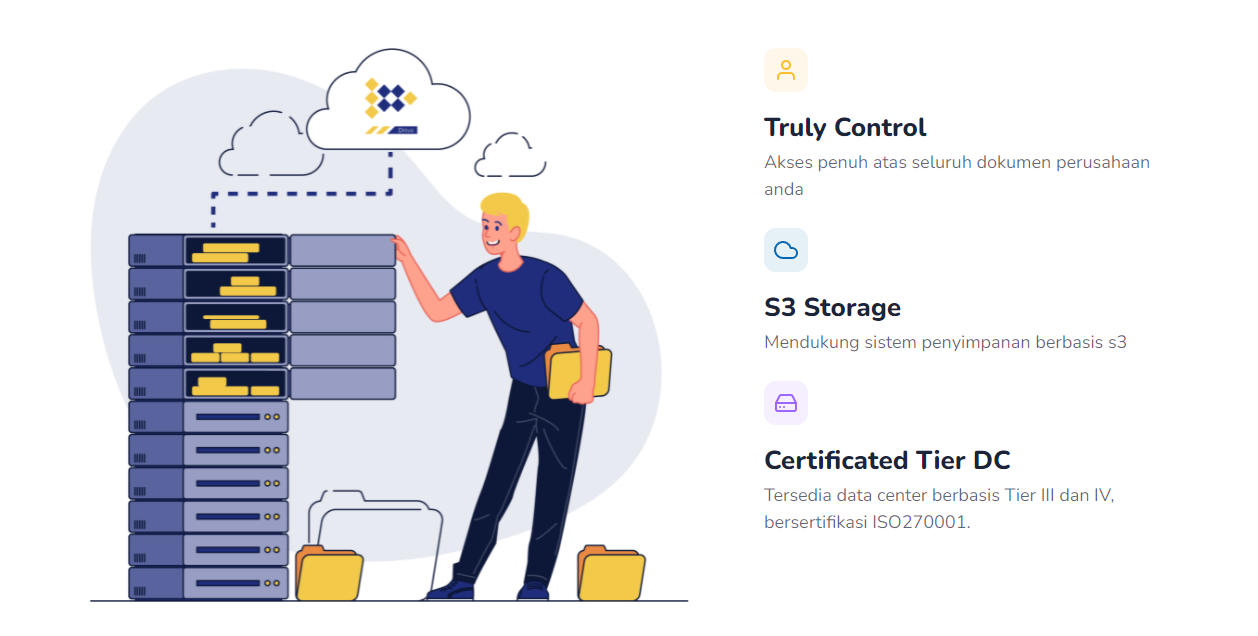 Drive
Truly Control
Akses penuh atas seluruh dokumen perusahaan
anda
S3 Storage
Mendukung sistem penyimpanan berbasis s3
Certificated Tier DC
Tersedia data center berbasis Tier III dan IV,
bersertifikasi ISO270001.